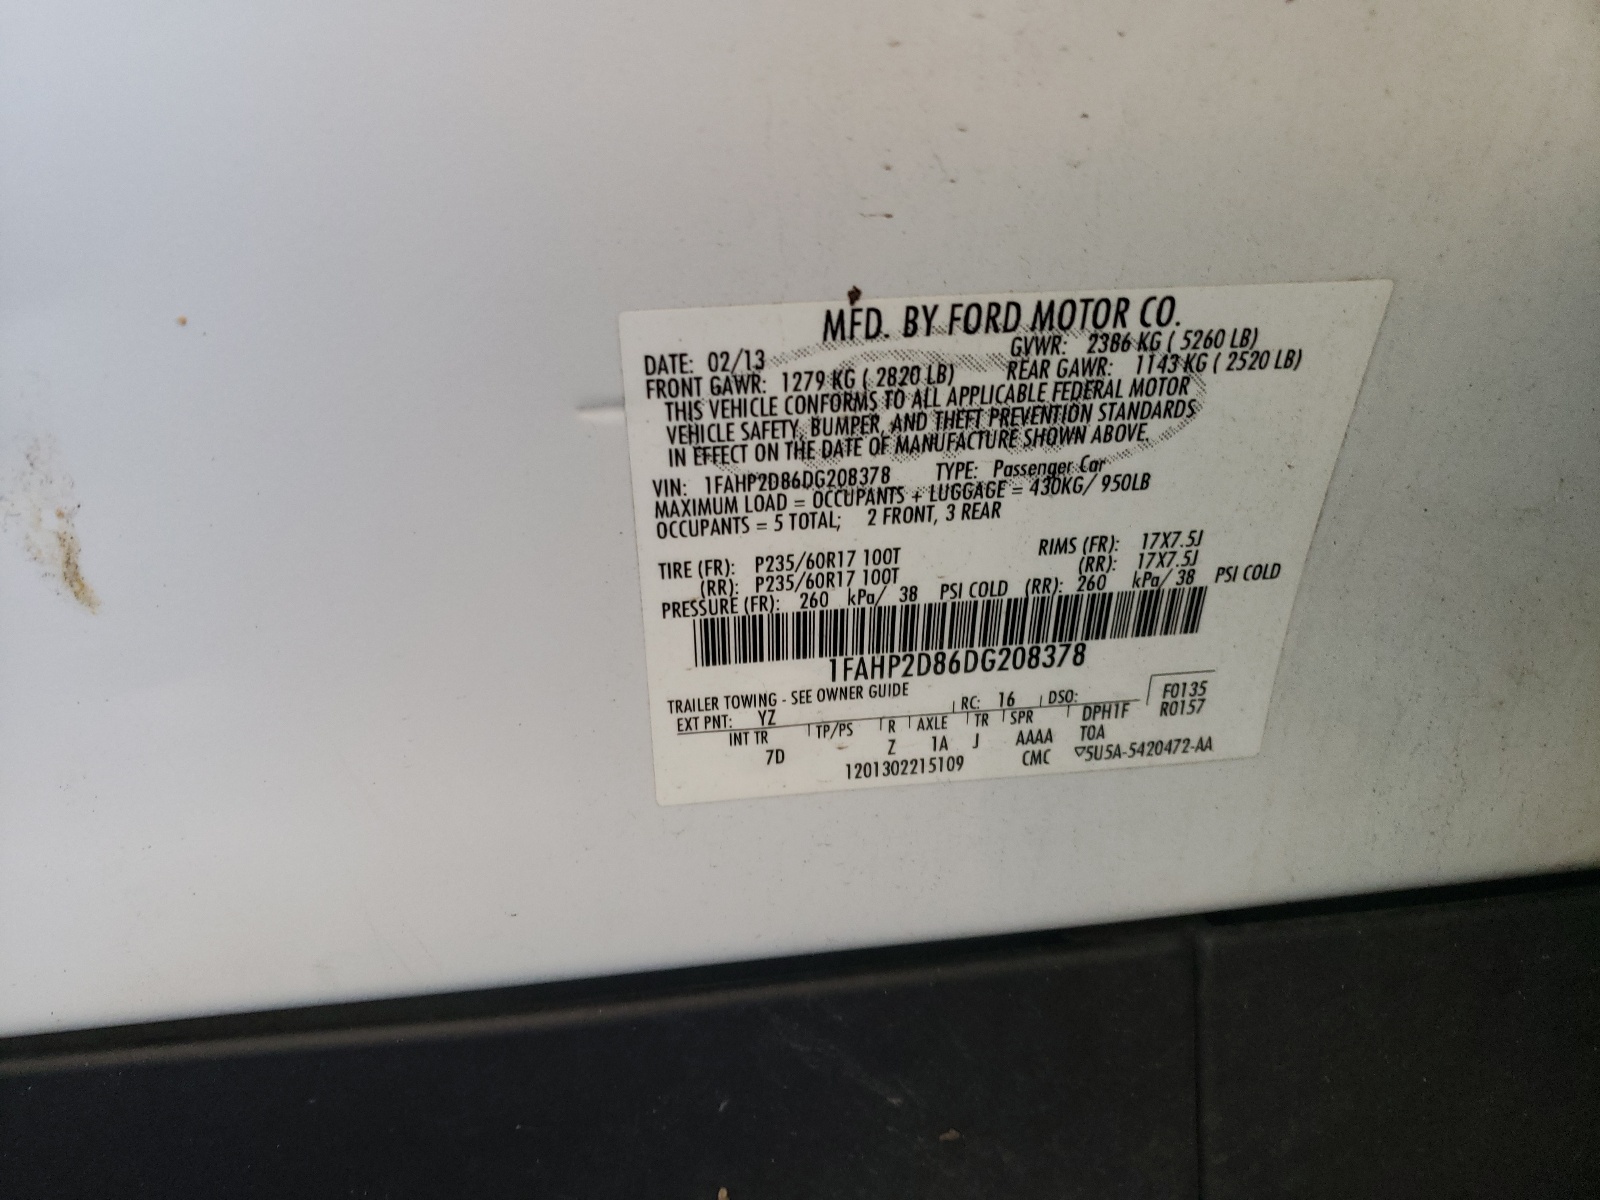 MFD. BY FORD MOTOR CO.
DATE: 02/13 GVWR: 2386 KG ( 5260 LB)
FRONT GAWR: 1279 KG ( 2820 LB) REAR GAWR: 1143 KG ( 2520 LB)
THIS VEHICLE CONFORMS TO ALL APPLICABLE FEDERAL MOTOR
VEHICLE SAFETY, BUMPER, AND THEFT PREVENTION STANDARDS
IN EFFECT ON THE DATE OF MANUFACTURE SHOWN ABOVE.
VIN: 1FAHP2D86DG208378 TYPE: Passenger Car
MAXIMUM LOAD = OCCUPANTS + LUGGAGE = 430KG/ 950LB
OCCUPANTS = 5 TOTAL; 2 FRONT, 3 REAR
TIRE (FR): P235/60R17 100T RIMS (FR): 17X7.5J
(RR): P235/60R17 100T (RR): 17X7.5J
PRESSURE (FR): 260 kPa/ 38 PSI COLD (RR): 260 kPa/ 38 PSI COLD
1FAHP2D86DG208378
TRAILER TOWING - SEE OWNER GUIDE
EXT PNT: YZ RC: 16 DSO: F0135
INT TR TP/PS R AXLE TR SPR DPH1F R0157
7D Z 1A J AAAA TOA
1201302215109 CMC ▽5U5A-5420472-AA